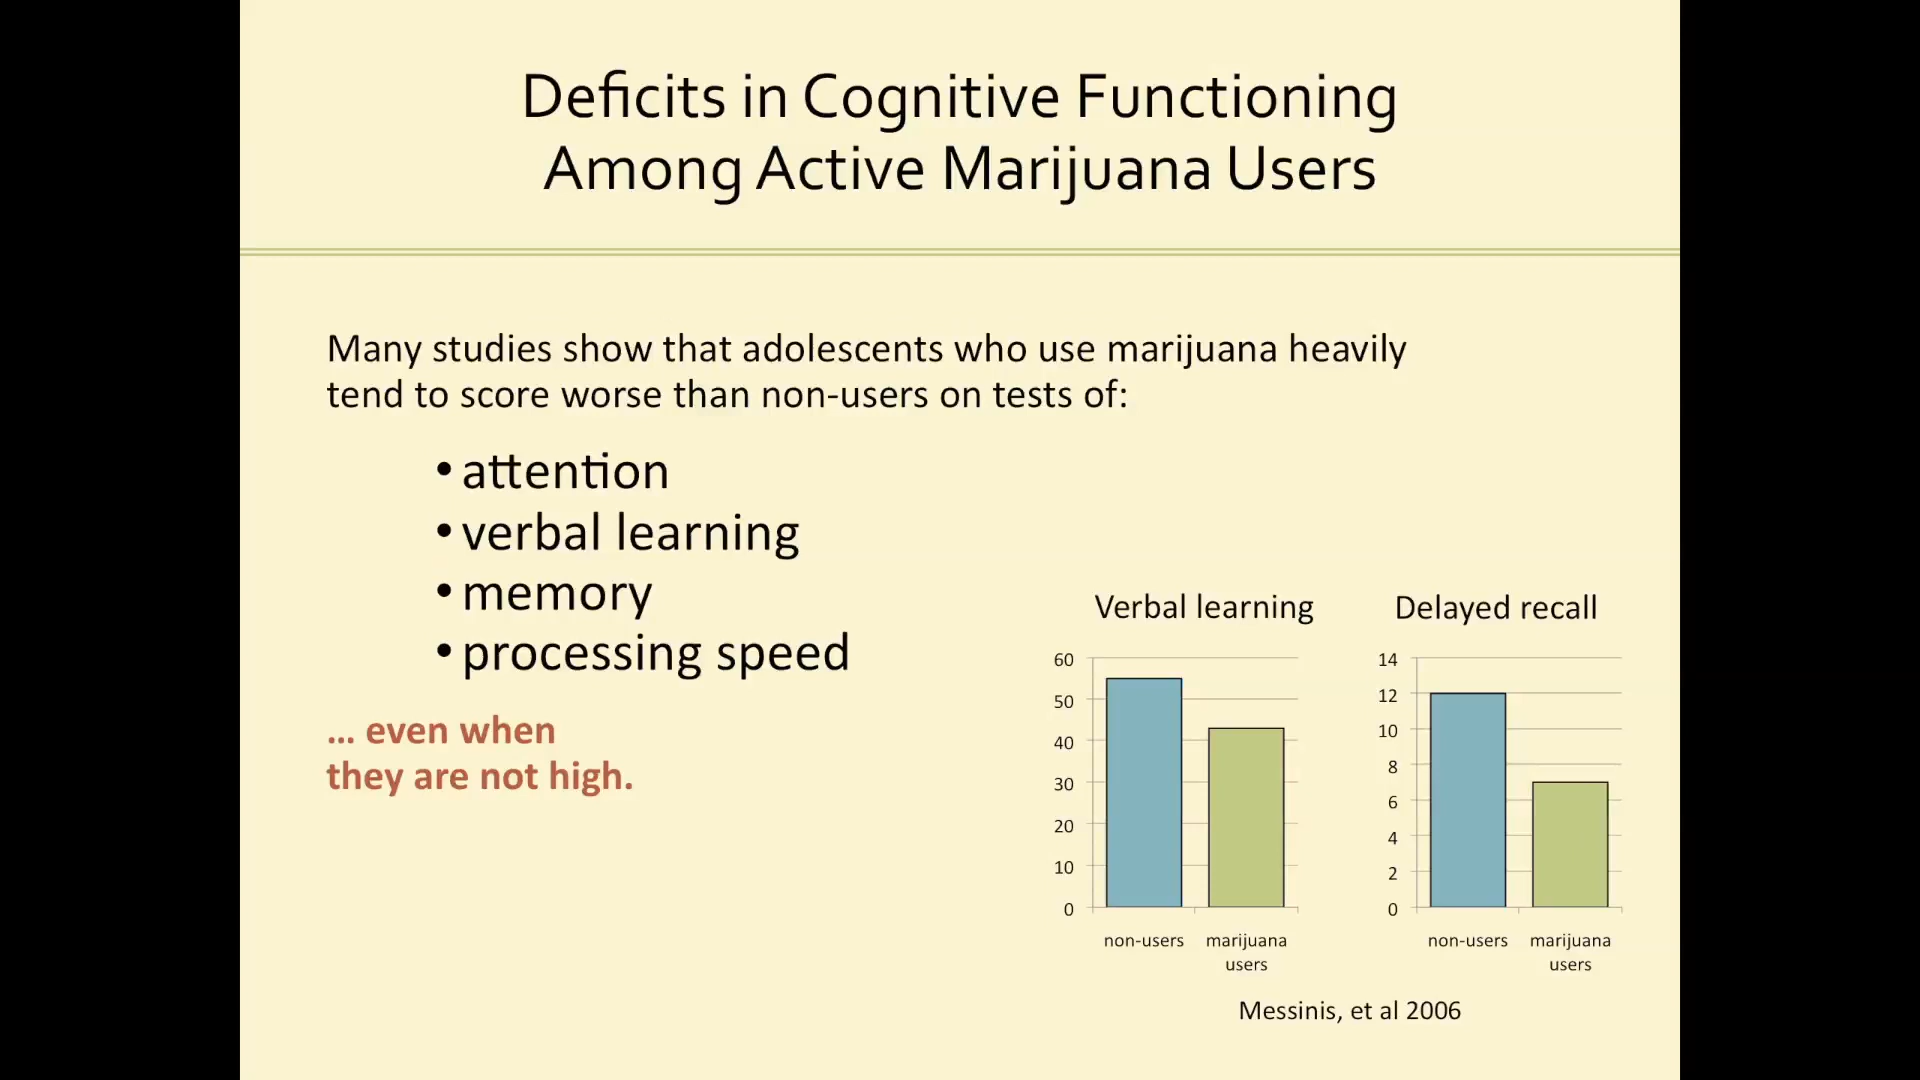 Deficits in Cognitive Functioning
Among Active Marijuana Users
Many studies show that adolescents who use marijuana heavily
tend to score worse than non-users on tests of:
• attention
• verbal learning
• memory
• processing speed
... even when
they are not high.
Verbal learning
60
50
40
30
20
10
0
non-users
marijuana
users
Delayed recall
14
12
10
8
6
4
2
0
non-users
marijuana
users
Messinis, et al 2006